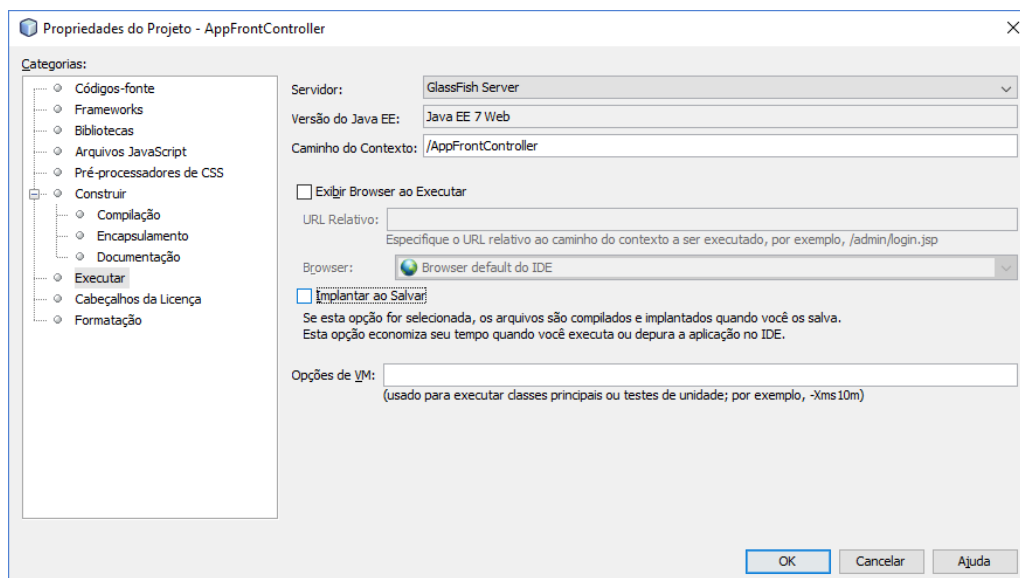 Propriedades do Projeto - AppFrontController
Categorias:
Códigos-fonte
Frameworks
Bibliotecas
Arquivos JavaScript
Pré-processadores de CSS
Construir
Compilação
Encapsulamento
Documentação
Executar
Cabeçalhos da Licença
Formatação
Servidor: GlassFish Server
Versão do Java EE: Java EE 7 Web
Caminho do Contexto: /AppFrontController
Exibir Browser ao Executar
URL Relativo:
Especifique o URL relativo ao caminho do contexto a ser executado, por exemplo, /admin/login.jsp
Browser: Browser default do IDE
Implantar ao Salvar
Se esta opção for selecionada, os arquivos são compilados e implantados quando você os salva.
Esta opção economiza seu tempo quando você executa ou depura a aplicação no IDE.
Opções de VM:
(usado para executar classes principais ou testes de unidade; por exemplo, -Xms10m)
OK Cancelar Ajuda